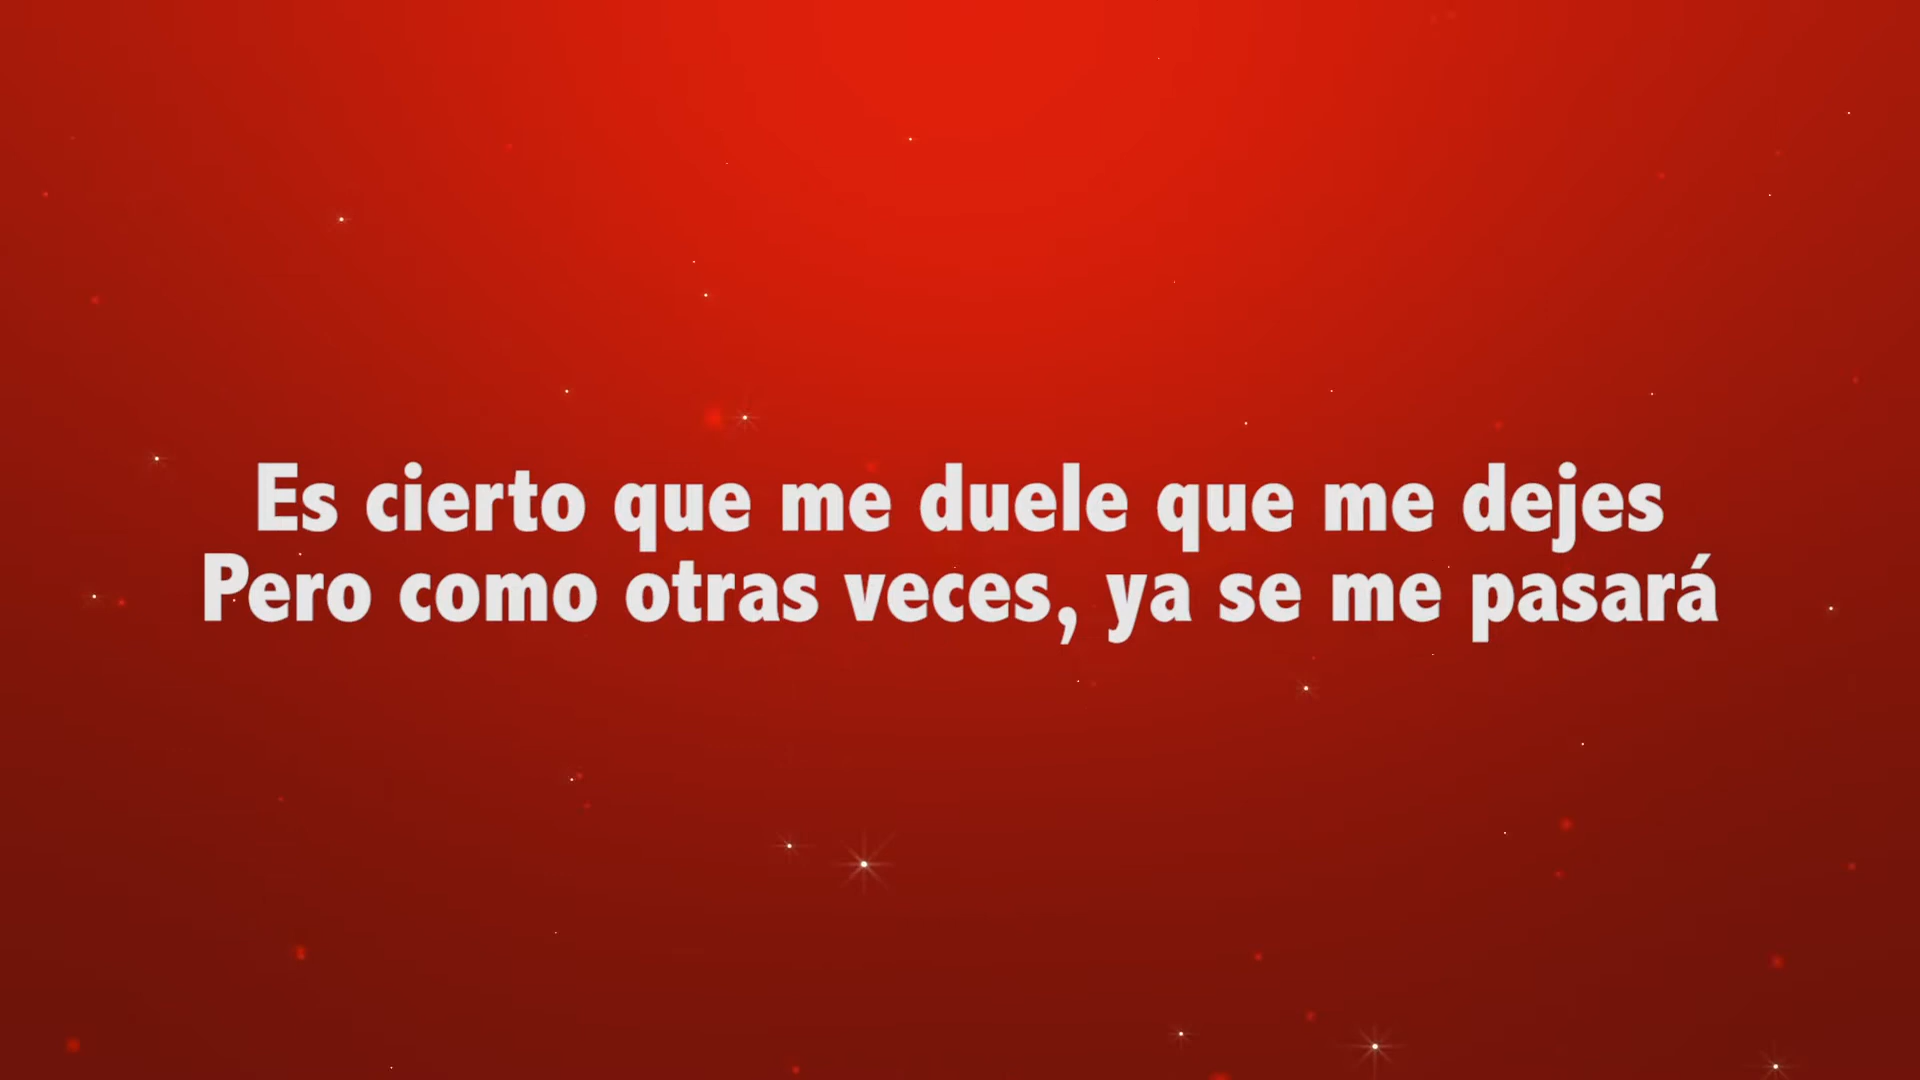 Es cierto que me duele que me dejes
Pero como otras veces, ya se me pasará